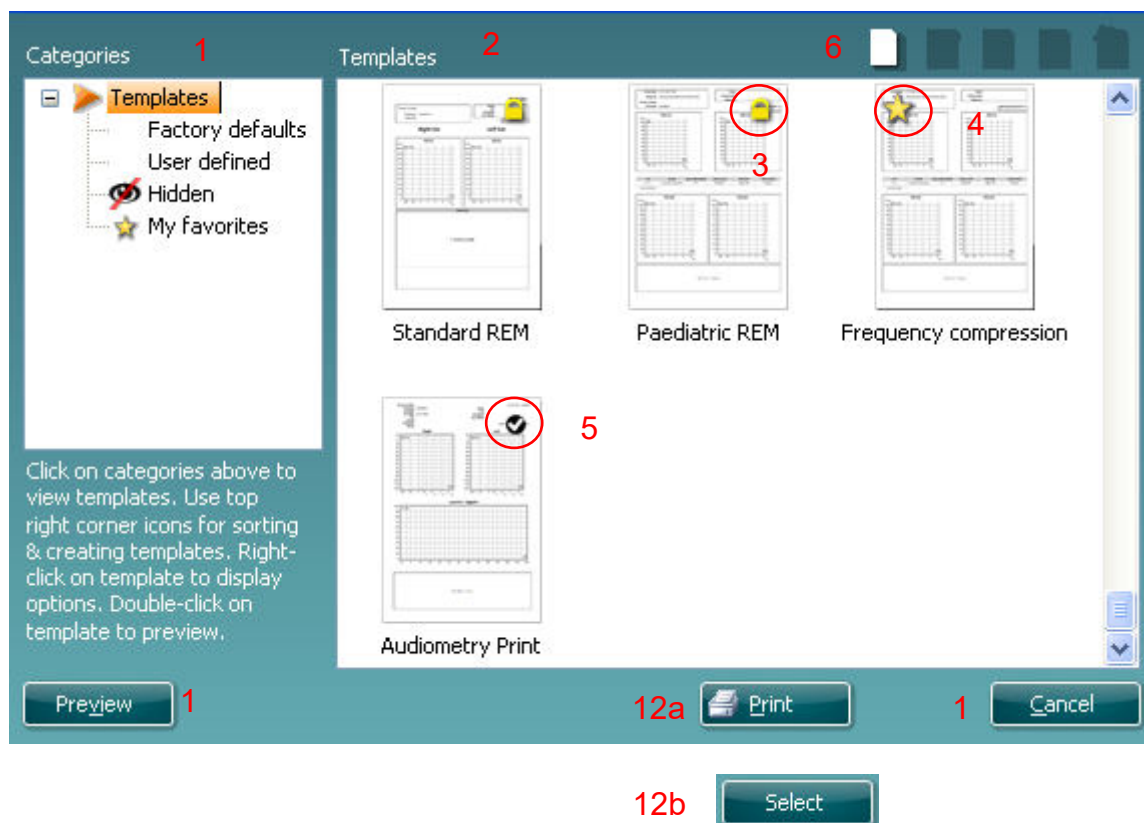 Categories 1
Templates 2 6
Templates
Factory defaults
User defined
Hidden
My favorites
3
4
Standard REM
Paediatric REM
Frequency compression
5
Audiometry Print
Click on categories above to
view templates. Use top
right corner icons for sorting
& creating templates. Right-
click on template to display
options. Double-click on
template to preview.
Preview 1
12a Print
1 Cancel
12b Select